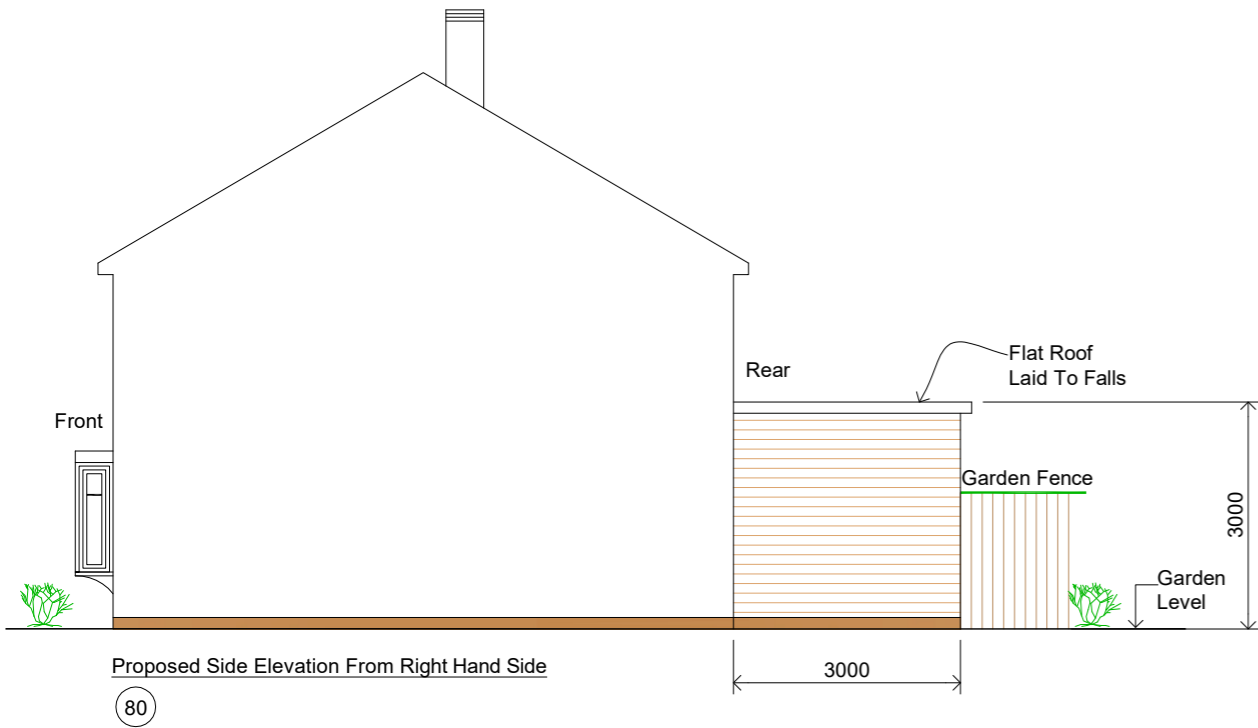 Rear
Flat Roof
Laid To Falls
Front
Garden Fence
3000
Garden
Level
Proposed Side Elevation From Right Hand Side
3000
80